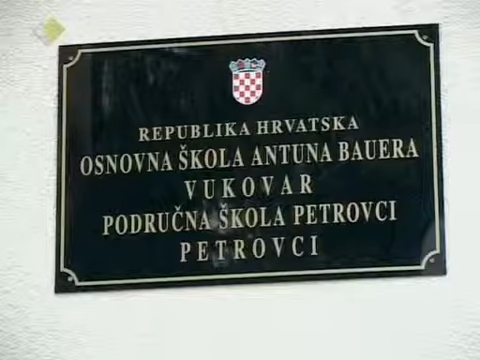 REPUBLIKA HRVATSKA
OSNOVNA ŠKOLA ANTUNA BAUERA
VUKOVAR
PODRUČNA ŠKOLA PETROVCI
PETROVCI